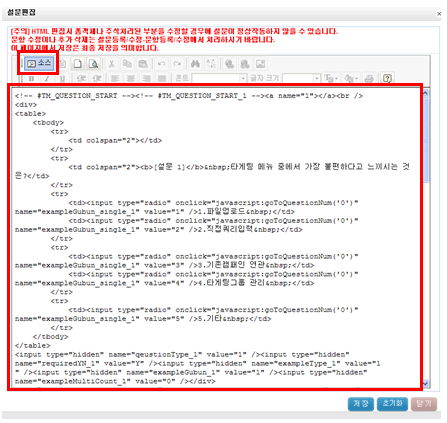 설문편집
[주의] HTML 편집시 폼객체나 주석처리된 부분을 수정할 경우에 설문이 정상작동하지 않을 수 있습니다.
문항 수정이나 추가 삭제는 설문등록/수정-문항등록/수정에서 처리하시기 바랍니다.
이 페이지에서 저장은 최종 저장을 의미합니다.
소스
폰트 글자 크기
<!-- #TM_QUESTION_START --><!-- #TM_QUESTION_START_1 --><a name="1"></a><br />
<div>
<table>
<tbody>
<tr>
<td colspan="2"></td>
</tr>
<tr>
<td colspan="2"><b>[설문 1]</b>&nbsp;타게팅 메뉴 중에서 가장 불편하다고 느끼시는 것
은?</td>
</tr>
<tr>
<td><input type="radio" onclick="javascript:goToQuestionNum('0')"
name="exampleGubun_single_1" value="1" />1.파일업로드&nbsp;</td>
<td><input type="radio" onclick="javascript:goToQuestionNum('0')"
name="exampleGubun_single_1" value="2" />2.직접쿼리입력&nbsp;</td>
</tr>
<tr>
<td><input type="radio" onclick="javascript:goToQuestionNum('0')"
name="exampleGubun_single_1" value="3" />3.기존캠페인 연관&nbsp;</td>
<td><input type="radio" onclick="javascript:goToQuestionNum('0')"
name="exampleGubun_single_1" value="4" />4.타게팅그룹 관리&nbsp;</td>
</tr>
<tr>
<td><input type="radio" onclick="javascript:goToQuestionNum('0')"
name="exampleGubun_single_1" value="5" />5.기타&nbsp;</td>
</tr>
</tbody>
</table>
<input type="hidden" name="qeustionType_1" value="1" /><input type="hidden"
name="requiredYN_1" value="Y" /><input type="hidden" name="exampleType_1" value="1
" /><input type="hidden" name="exampleGubun_1" value="1" /><input type="hidden"
name="exampleMultiCount_1" value="0" /></div>
저장 초기화 닫기